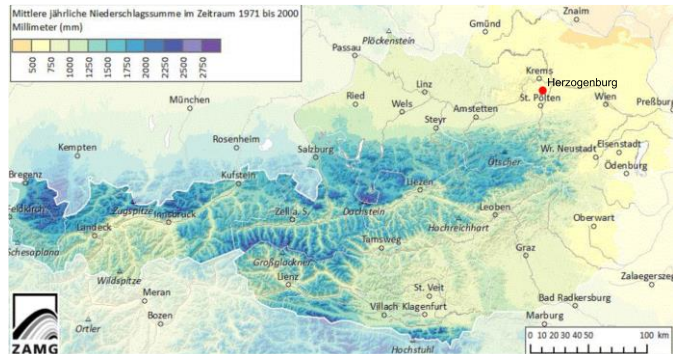 Mittlere jährliche Niederschlagssumme im Zeitraum 1971 bis 2000
Millimeter (mm)
500 750 1000 1250 1500 1750 2000 2250 2500 2750
Znaim
Gmünd
Plöckenstein
Passau
Krems
Herzogenburg
Linz
St. Pölten
Ried
Wels
Amstetten
Wien
Preßburg
München
Steyr
Rosenheim
Salzburg
Kempten
Ötscher
Wr. Neustadt
Eisenstadt
Ödenburg
Bregenz
Kufstein
Liezen
Feldkirch
Zugspitze
Innsbruck
Zell a. S.
Dachstein
Leoben
Landeck
Hochreichhart
Oberwart
Schesaplana
Tamsweg
Graz
Großglockner
Wildspitze
Lienz
Zalaegerszeg
Meran
St. Veit
Bad Radkersburg
Ortler
Bozen
Villach
Klagenfurt
Marburg
Hochstuhl
0 10 20 30 40 50 100 km
ZAMG